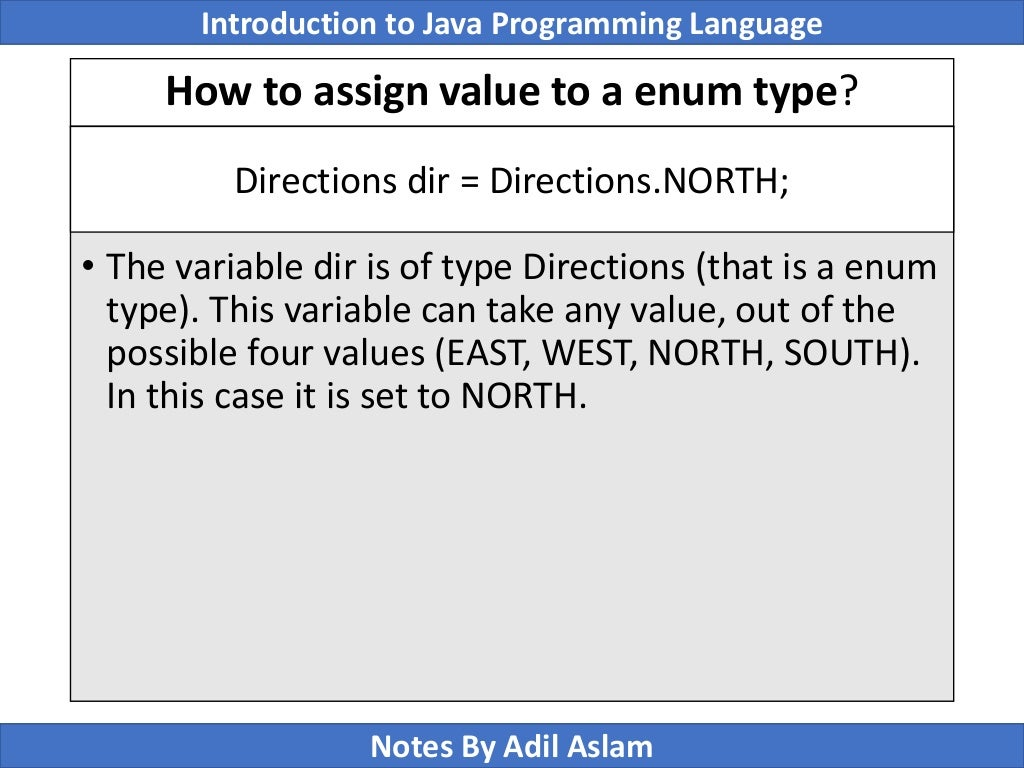 Introduction to Java Programming Language
How to assign value to a enum type?
Directions dir = Directions.NORTH;
• The variable dir is of type Directions (that is a enum
type). This variable can take any value, out of the
possible four values (EAST, WEST, NORTH, SOUTH).
In this case it is set to NORTH.
Notes By Adil Aslam